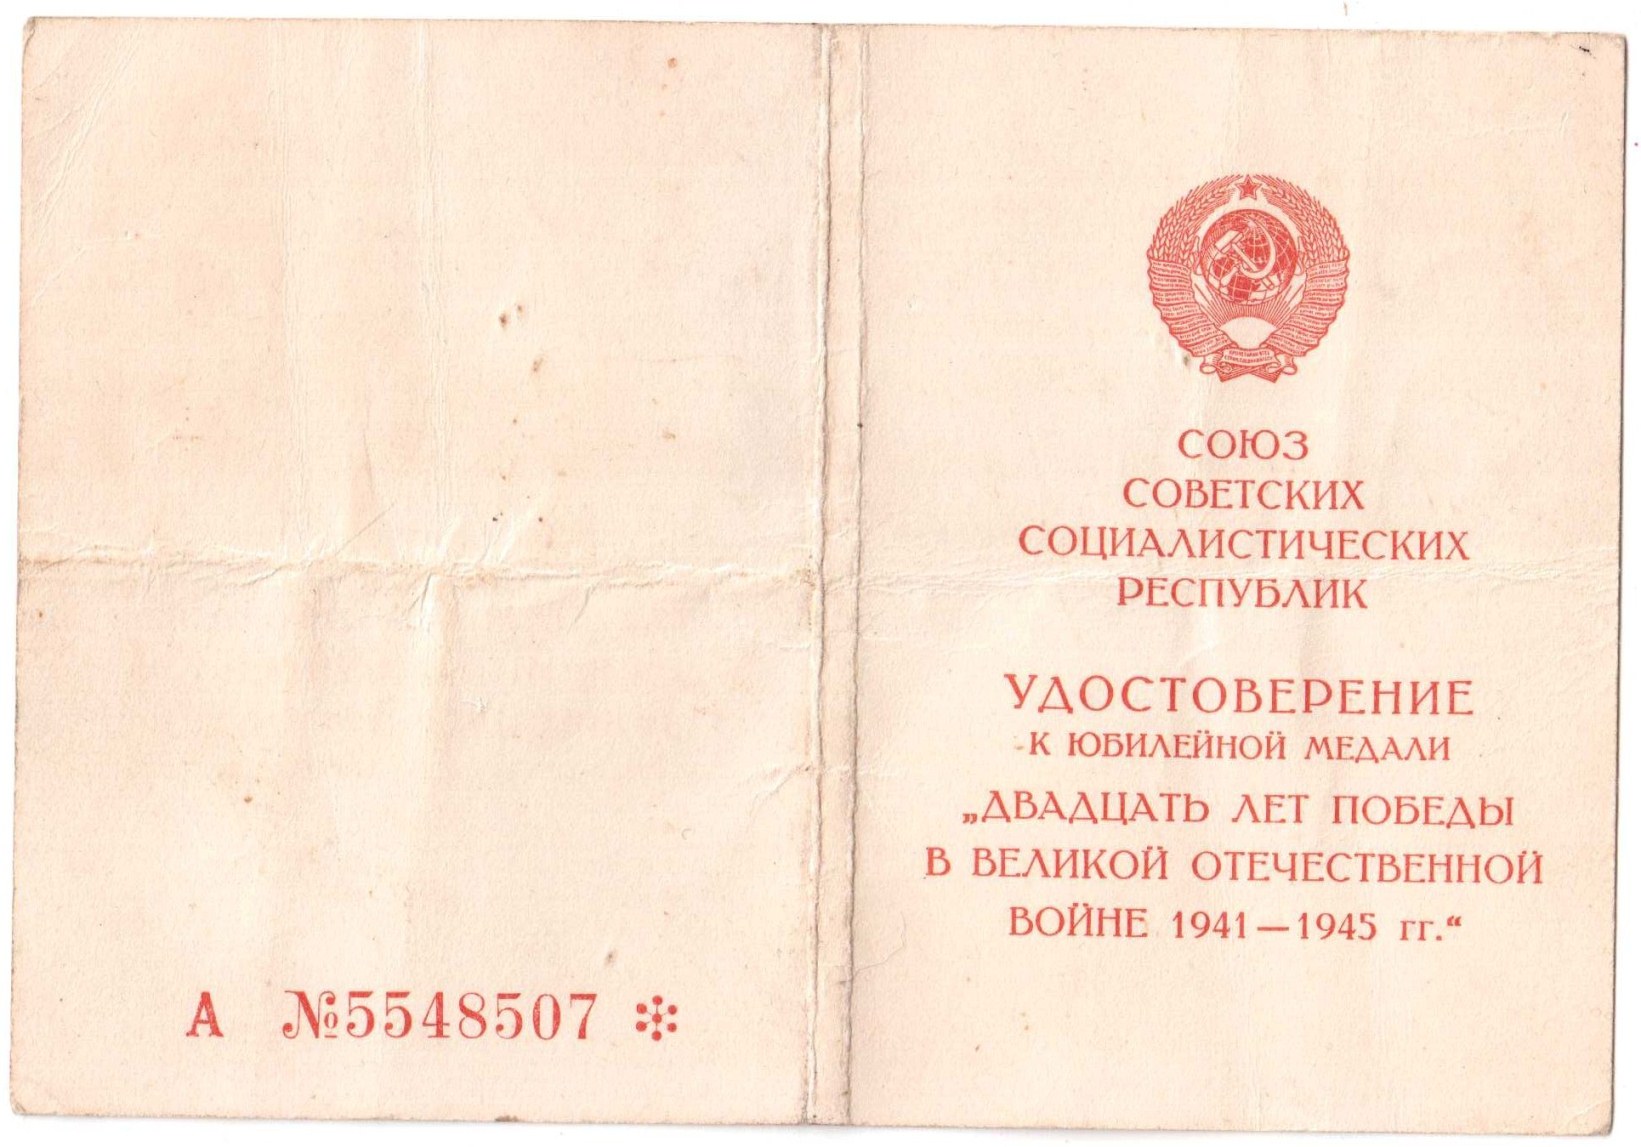 А №5548507
СОЮЗ
СОВЕТСКИХ
СОЦИАЛИСТИЧЕСКИХ
РЕСПУБЛИК
УДОСТОВЕРЕНИЕ
К ЮБИЛЕЙНОЙ МЕДАЛИ
„ДВАДЦАТЬ ЛЕТ ПОБЕДЫ
В ВЕЛИКОЙ ОТЕЧЕСТВЕННОЙ
ВОЙНЕ 1941—1945 гг.“